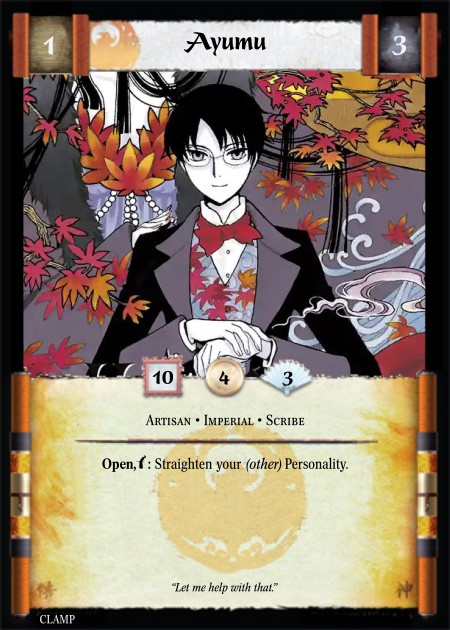 1
Ayumu
3
10
4
3
ARTISAN • IMPERIAL • SCRIBE
Open, : Straighten your (other) Personality.
“Let me help with that.”
神
CLAMP